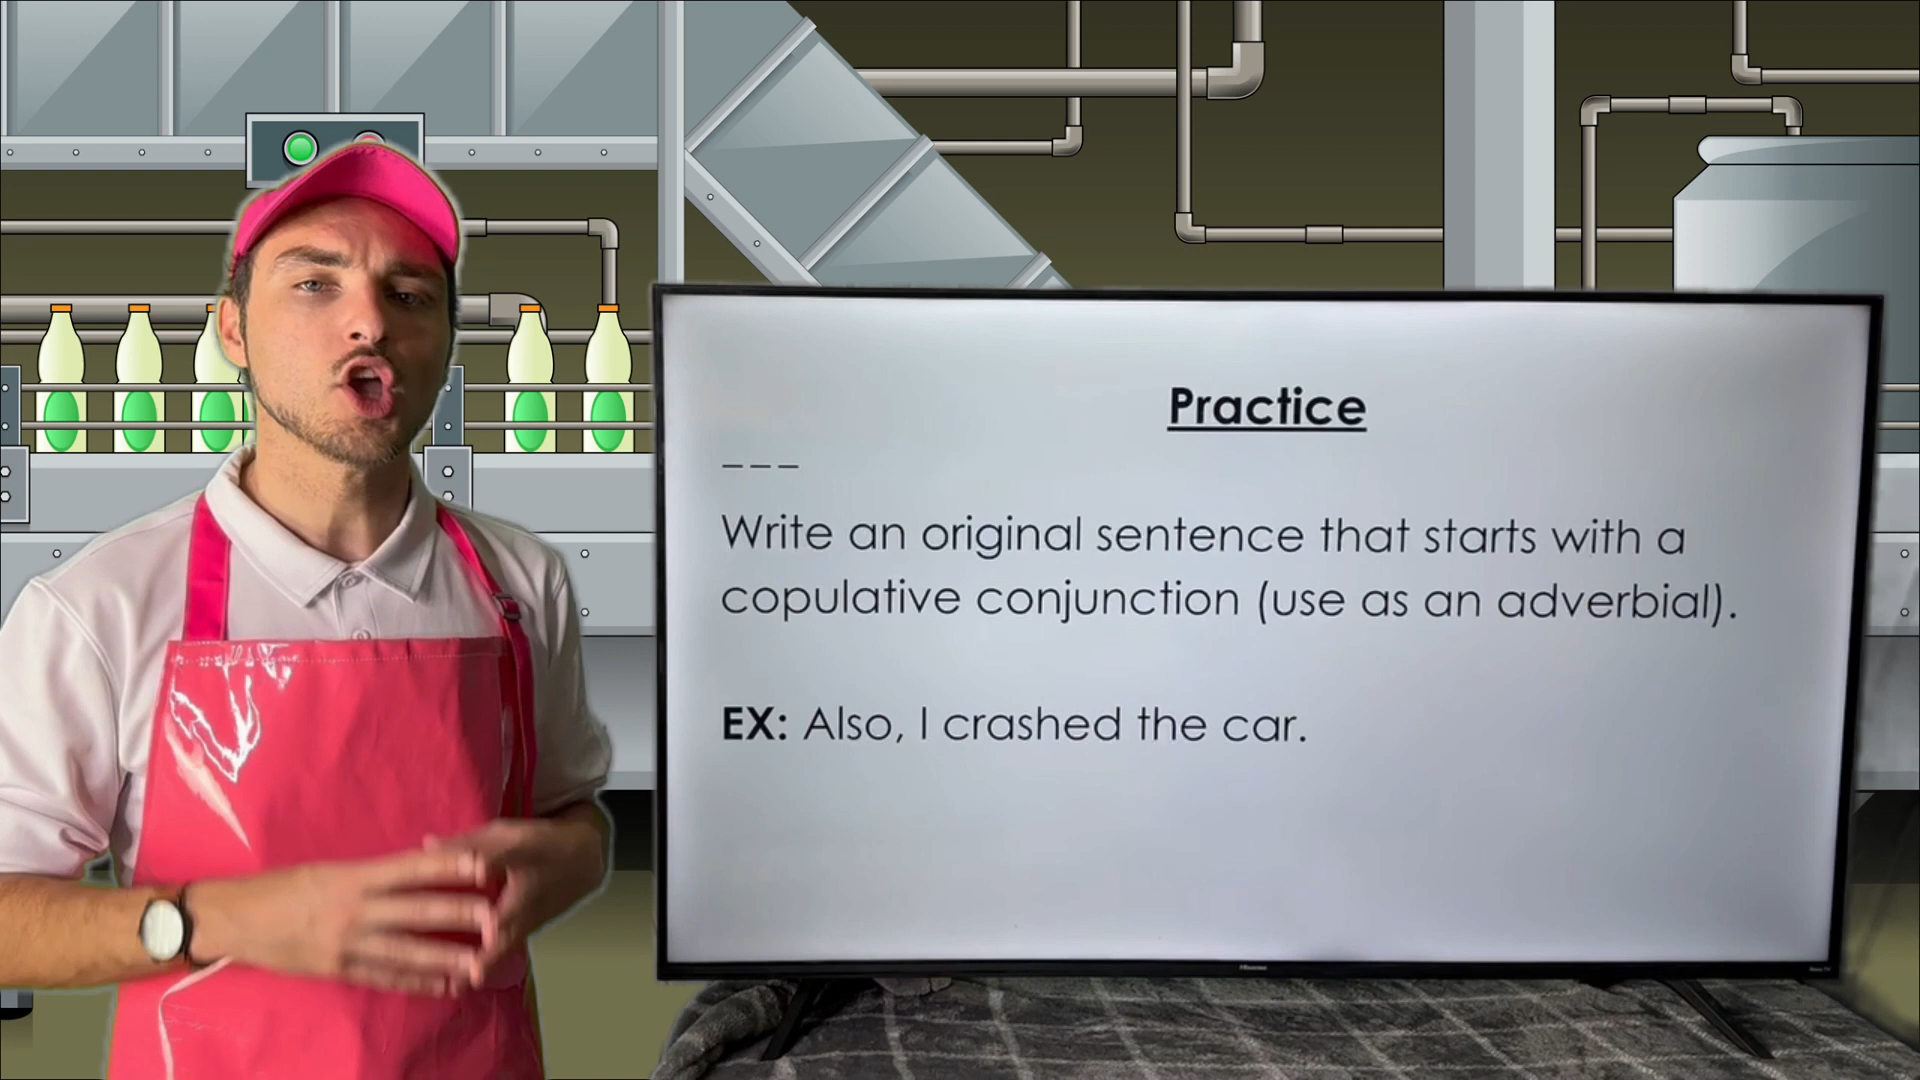 Practice
---
Write an original sentence that starts with a
copulative conjunction (use as an adverbial).
EX: Also, I crashed the car.
Hisense